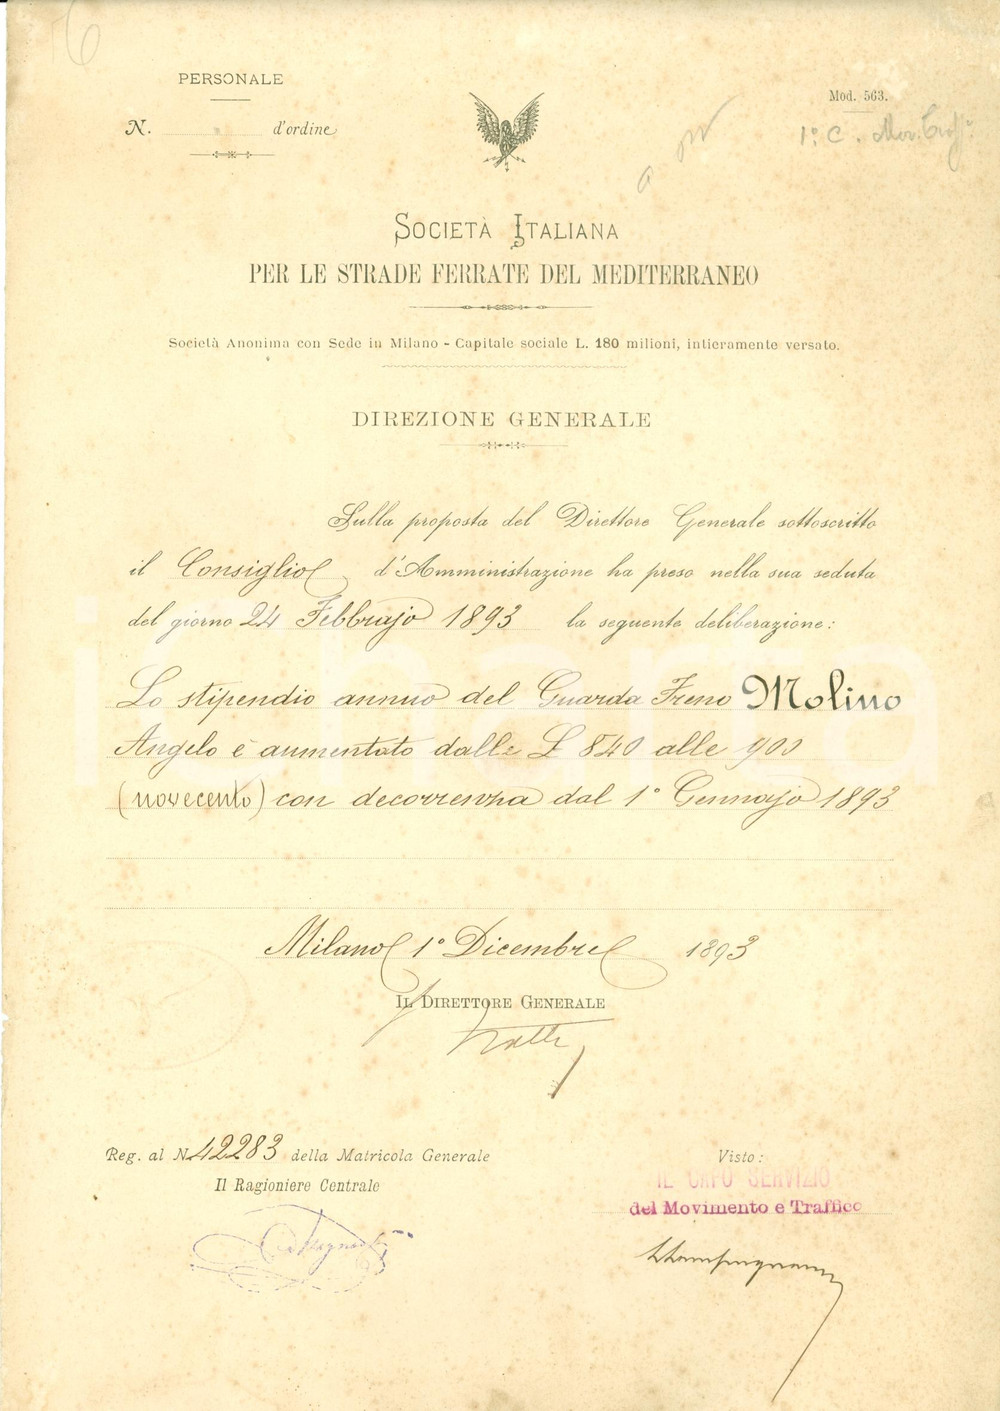 6
PERSONALE
N. d'ordine
Mod. 563.
1° C. Mov. Traff.°
SOCIETÀ ITALIANA
PER LE STRADE FERRATE DEL MEDITERRANEO
Società Anonima con Sede in Milano - Capitale sociale L. 180 milioni, intieramente versato.
DIREZIONE GENERALE
Sulla proposta del Direttore Generale sottoscritto
il Consiglio d'Amministrazione ha preso nella sua seduta
del giorno 24 Febbrajo 1893 la seguente deliberazione:
Lo stipendio annuo del Guarda Freno Molino
Angelo è aumentato dalle £ 840 alle 900
(novecento) con decorrenza dal 1° Gennajo 1893
Milano 1° Dicembre 1893
IL DIRETTORE GENERALE
Reg. al N. 42283 della Matricola Generale
Il Ragioniere Centrale
Visto:
IL CAPO SERVIZIO
del Movimento e Traffico